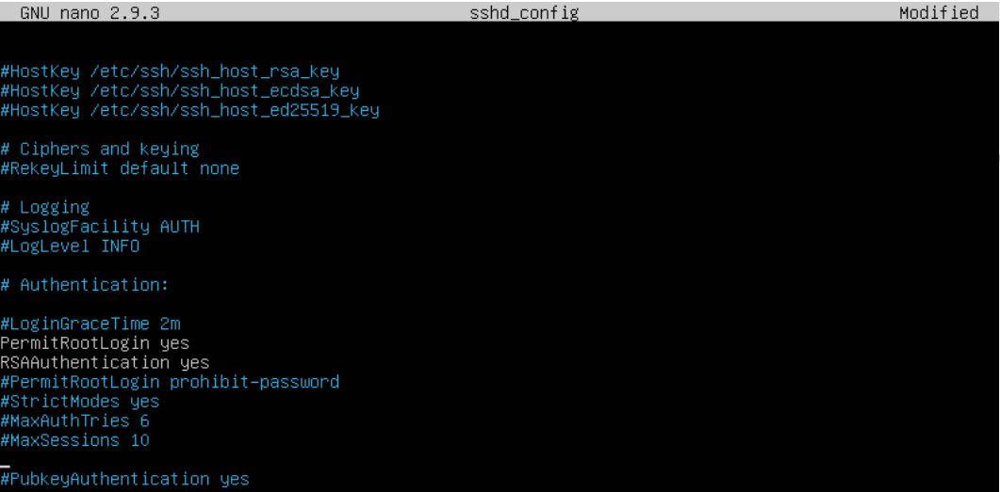 GNU nano 2.9.3 sshd_config Modified
#HostKey /etc/ssh/ssh_host_rsa_key
#HostKey /etc/ssh/ssh_host_ecdsa_key
#HostKey /etc/ssh/ssh_host_ed25519_key
# Ciphers and keying
#RekeyLimit default none
# Logging
#SyslogFacility AUTH
#LogLevel INFO
# Authentication:
#LoginGraceTime 2m
PermitRootLogin yes
RSAAuthentication yes
#PermitRootLogin prohibit-password
#StrictModes yes
#MaxAuthTries 6
#MaxSessions 10
#PubkeyAuthentication yes